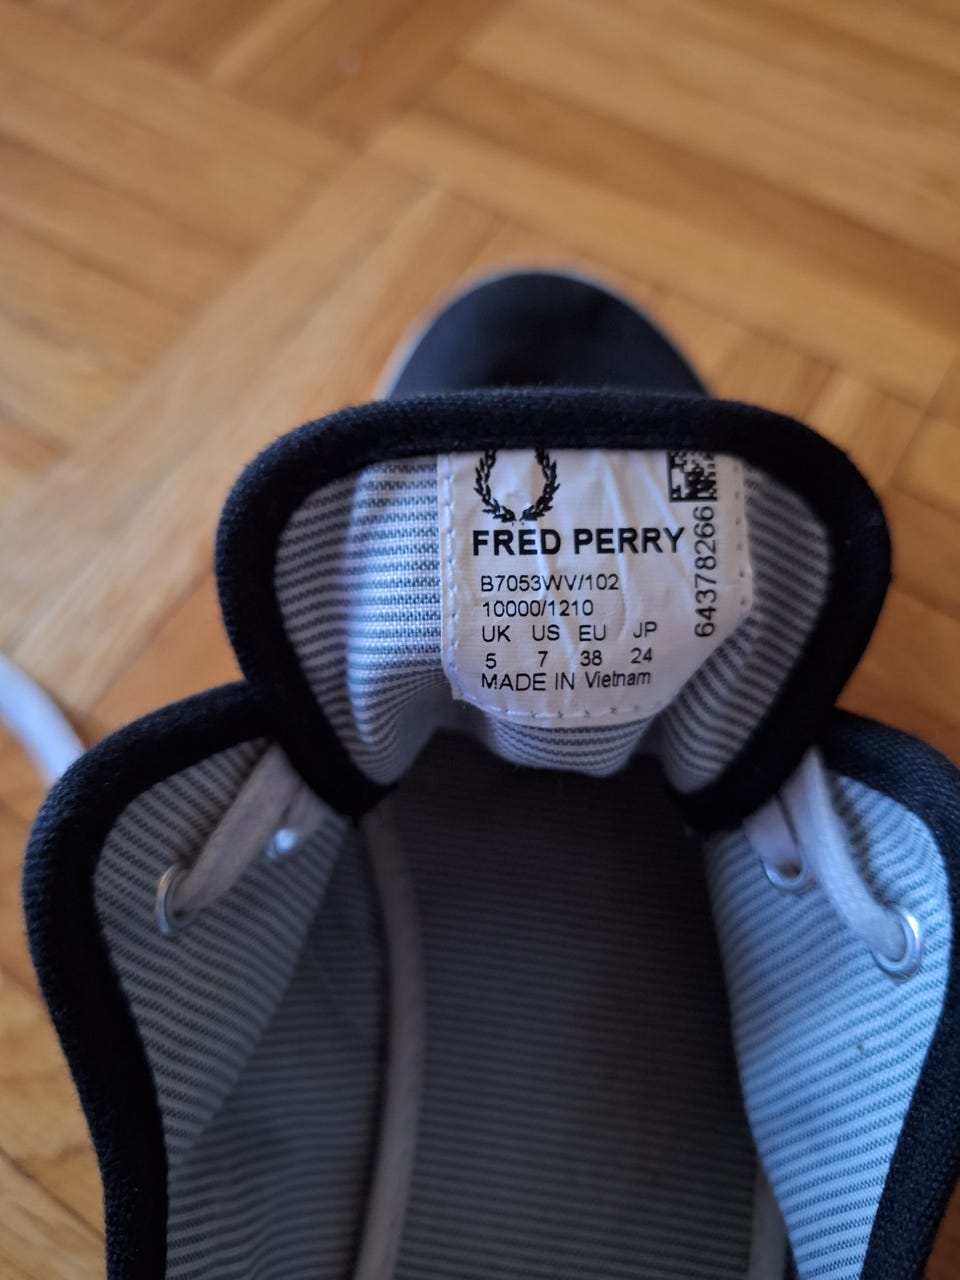 FRED PERRY
B7053WV/102
10000/1210
UK US EU JP
5 7 38 24
MADE IN Vietnam
64378266